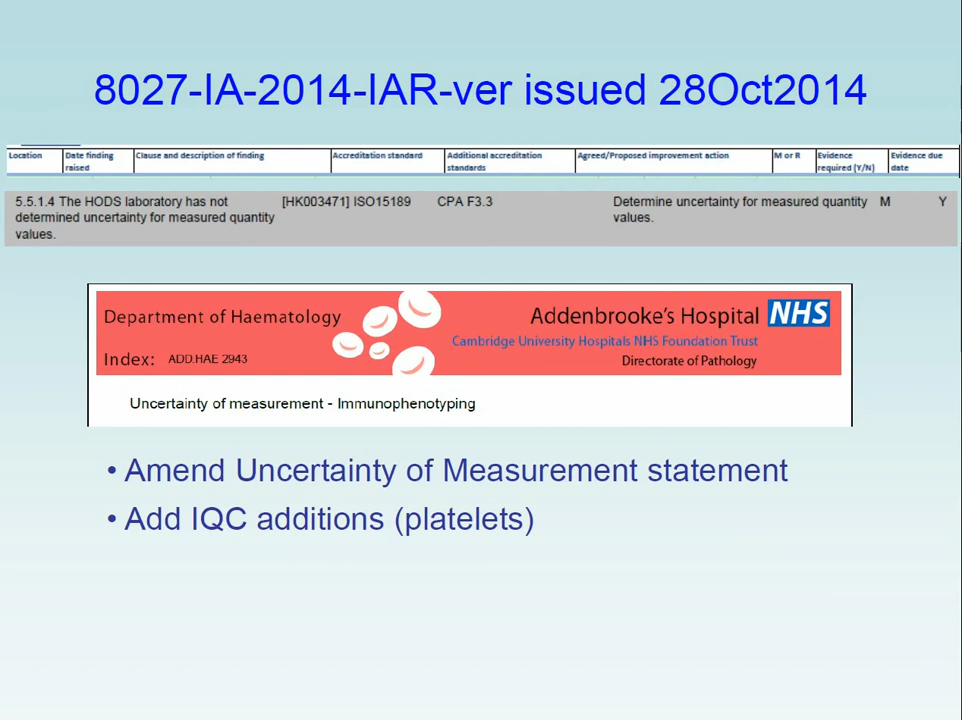 8027-IA-2014-IAR-ver issued 28Oct2014
Location Date finding raised Clause and description of finding Accreditation standard Additional accreditation standards Agreed/Proposed improvement action M or R Evidence required (Y/N) Evidence due date
5.5.1.4 The HODS laboratory has not [HK003471] ISO15189 CPA F3.3 Determine uncertainty for measured quantity M Y
determined uncertainty for measured quantity values.
values.
Department of Haematology Addenbrooke's Hospital NHS
Cambridge University Hospitals NHS Foundation Trust
Index: ADD.HAE 2943 Directorate of Pathology
Uncertainty of measurement - Immunophenotyping
• Amend Uncertainty of Measurement statement
• Add IQC additions (platelets)